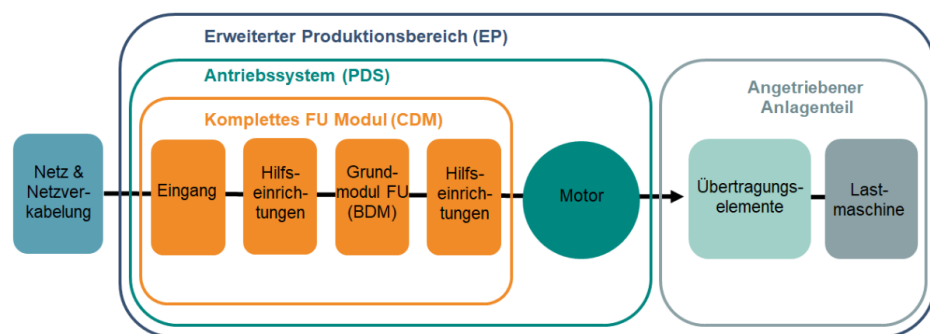 Erweiterter Produktionsbereich (EP)
Antriebssystem (PDS)
Angetriebener
Anlagenteil
Komplettes FU Modul (CDM)
Netz &
Netzver-
kabelung
Eingang
Hilfs-
einrich-
tungen
Grund-
modul FU
(BDM)
Hilfs-
einrich-
tungen
Motor
Übertragungs-
elemente
Last-
maschine